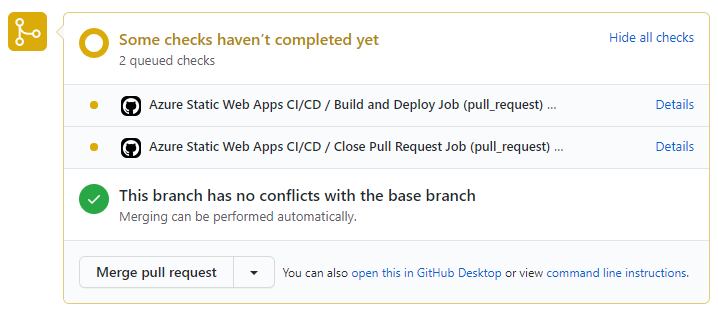 Some checks haven't completed yet
Hide all checks
2 queued checks
Azure Static Web Apps CI/CD / Build and Deploy Job (pull_request) ...
Details
Azure Static Web Apps CI/CD / Close Pull Request Job (pull_request) ...
Details
This branch has no conflicts with the base branch
Merging can be performed automatically.
Merge pull request
You can also open this in GitHub Desktop or view command line instructions.